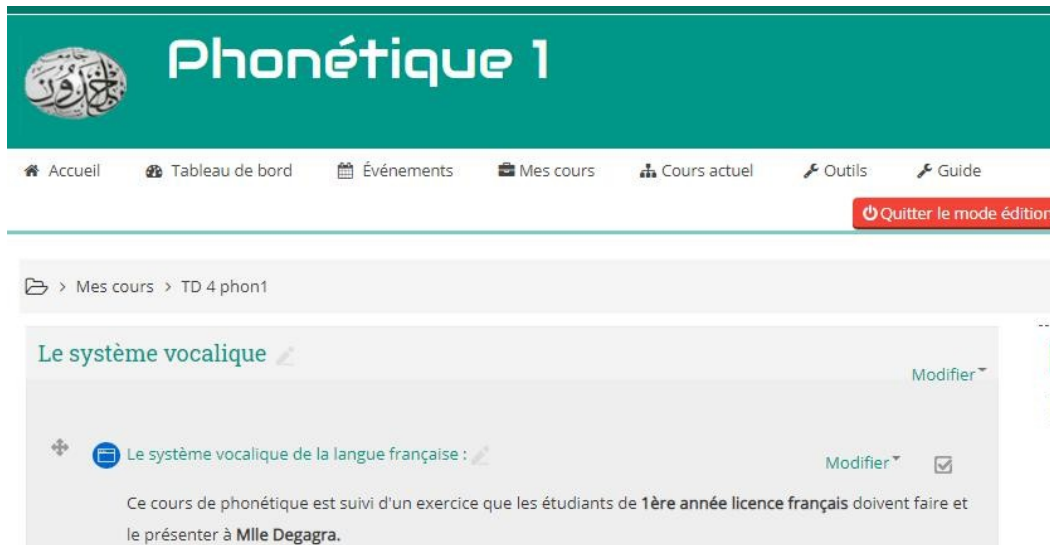 Phonétique 1
Accueil Tableau de bord Événements Mes cours Cours actuel Outils Guide
Quitter le mode édition
> Mes cours > TD 4 phon1
Le système vocalique
Modifier
Le système vocalique de la langue française :
Modifier
Ce cours de phonétique est suivi d'un exercice que les étudiants de 1ère année licence français doivent faire et
le présenter à Mlle Degagra.